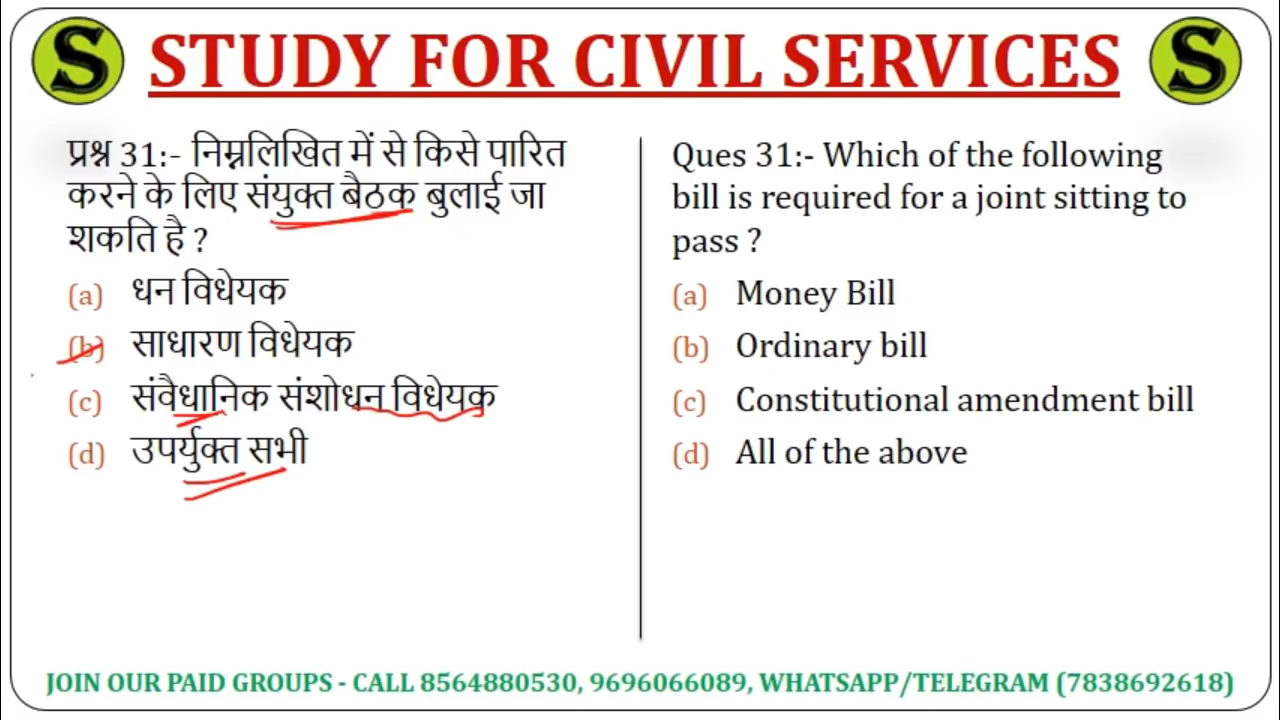 S STUDY FOR CIVIL SERVICES S
प्रश्न 31:- निम्नलिखित में से किसे पारित
करने के लिए संयुक्त बैठक बुलाई जा
शकति है ?
(a) धन विधेयक
(b) साधारण विधेयक
(c) संवैधानिक संशोधन विधेयक
(d) उपर्युक्त सभी
Ques 31:- Which of the following
bill is required for a joint sitting to
pass ?
(a) Money Bill
(b) Ordinary bill
(c) Constitutional amendment bill
(d) All of the above
JOIN OUR PAID GROUPS - CALL 8564880530, 9696066089, WHATSAPP/TELEGRAM (7838692618)